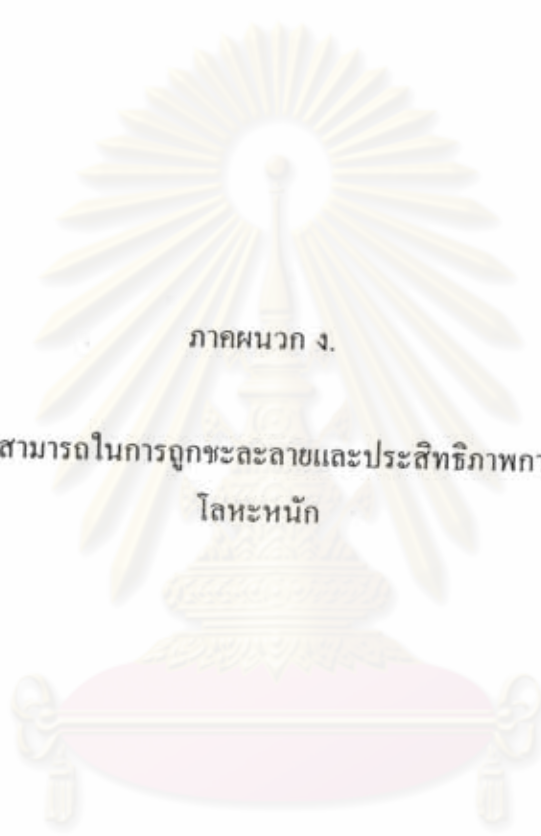 ภาคผนวก ง.
สามารถในการถูกชะละลายและประสิทธิภาพกา
โลหะหนัก